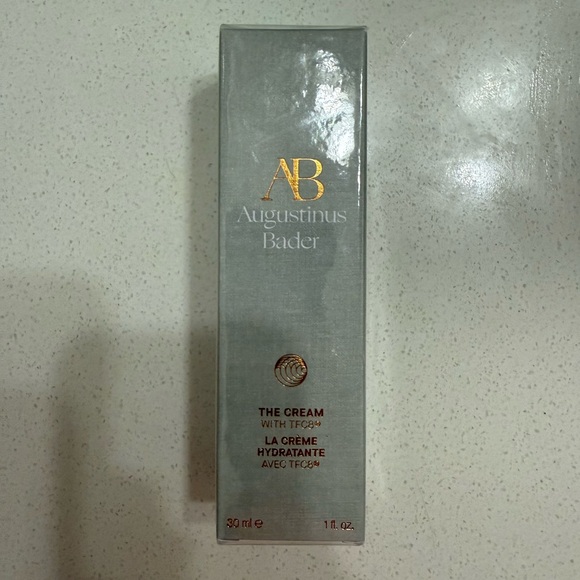 AB
Augustinus
Bader
THE CREAM
WITH TFC8®
LA CRÈME
HYDRATANTE
AVEC TFC8®
30 ml e 1 fl. oz.